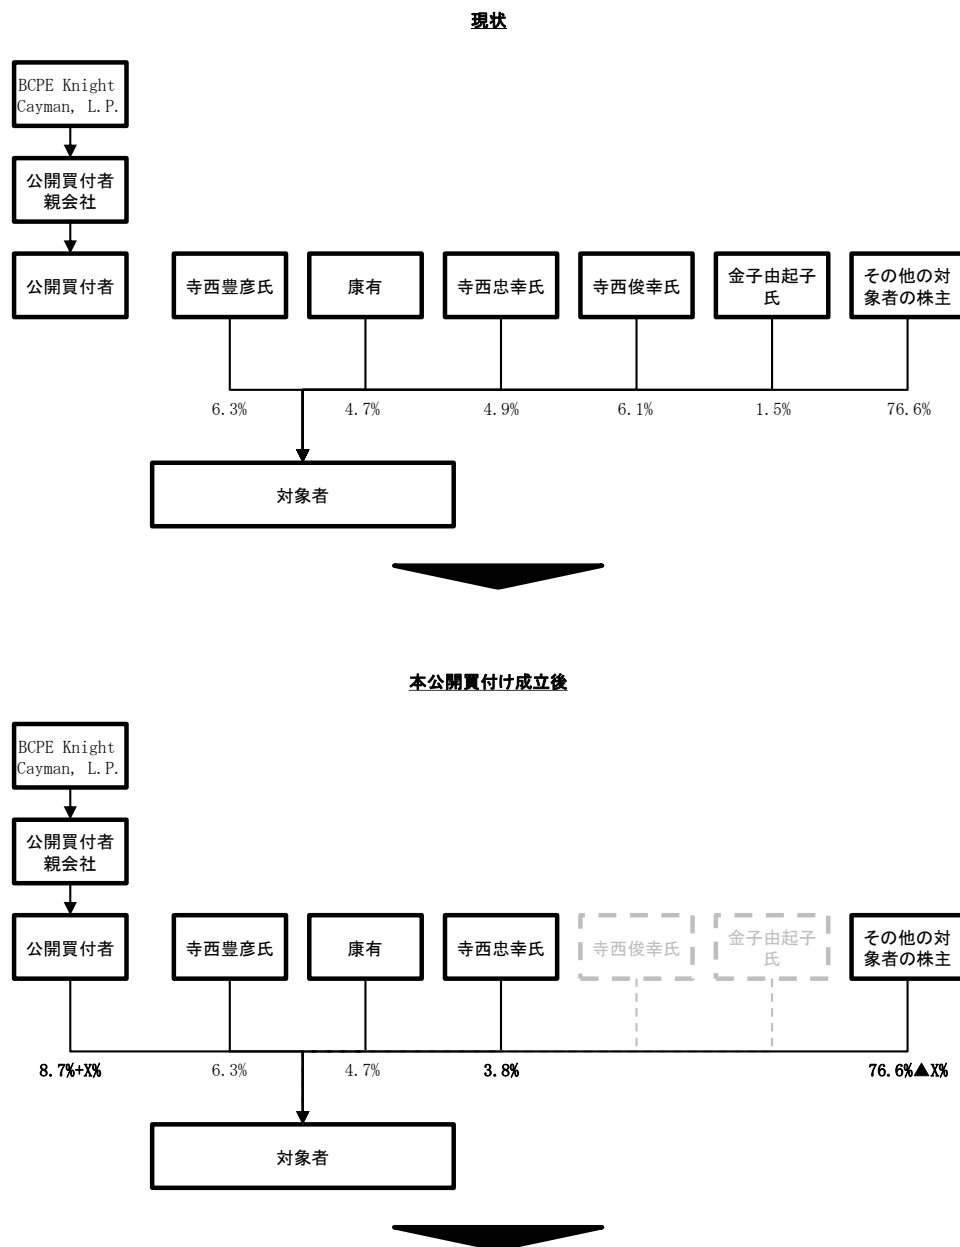 現状
BCPE Knight
Cayman, L.P.
公開買付者
親会社
公開買付者
寺西豊彦氏
康有
寺西忠幸氏
寺西俊幸氏
金子由起子
氏
その他の対
象者の株主
6.3%
4.7%
4.9%
6.1%
1.5%
76.6%
対象者
本公開買付け成立後
BCPE Knight
Cayman, L.P.
公開買付者
親会社
公開買付者
寺西豊彦氏
康有
寺西忠幸氏
寺西俊幸氏
金子由起子
氏
その他の対
象者の株主
8.7%+X%
6.3%
4.7%
3.8%
76.6%▲X%
対象者